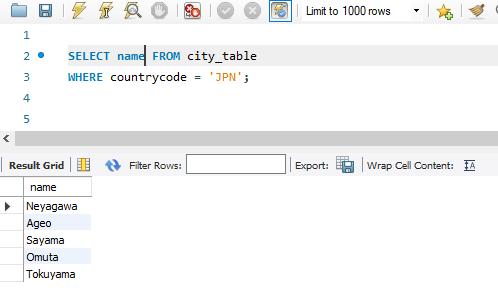 Limit to 1000 rows
1
2 SELECT name FROM city_table
3 WHERE countrycode = 'JPN';
4
5
Result Grid Filter Rows: Export: Wrap Cell Content: IA
name
Neyagawa
Ageo
Sayama
Omuta
Tokuyama